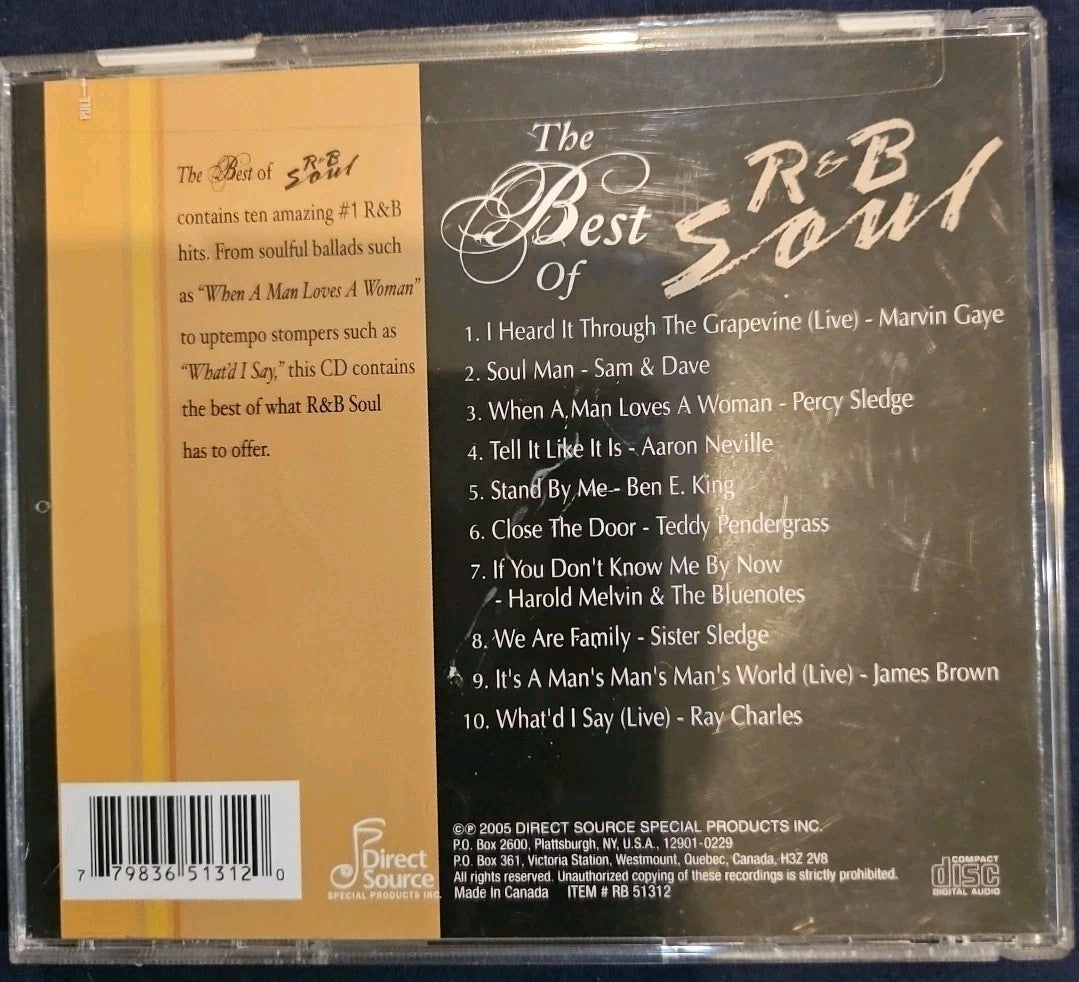 PULL
The Best of R&B Soul
contains ten amazing #1 R&B
hits. From soulful ballads such
as "When A Man Loves A Woman"
to uptempo stompers such as
"What'd I Say," this CD contains
the best of what R&B Soul
has to offer.
The
Best
Of
R&B
Soul
1. I Heard It Through The Grapevine (Live) - Marvin Gaye
2. Soul Man - Sam & Dave
3. When A Man Loves A Woman - Percy Sledge
4. Tell It Like It Is - Aaron Neville
5. Stand By Me - Ben E. King
6. Close The Door - Teddy Pendergrass
7. If You Don't Know Me By Now
- Harold Melvin & The Bluenotes
8. We Are Family - Sister Sledge
9. It's A Man's Man's Man's World (Live) - James Brown
10. What'd I Say (Live) - Ray Charles
7 79836 51312 0
Direct
Source
SPECIAL PRODUCTS INC.
©℗ 2005 DIRECT SOURCE SPECIAL PRODUCTS INC.
P.O. Box 2600, Plattsburgh, NY, U.S.A., 12901-0229
P.O. Box 361, Victoria Station, Westmount, Quebec, Canada, H3Z 2V8
All rights reserved. Unauthorized copying of these recordings is strictly prohibited.
Made In Canada ITEM # RB 51312
COMPACT
disc
DIGITAL AUDIO